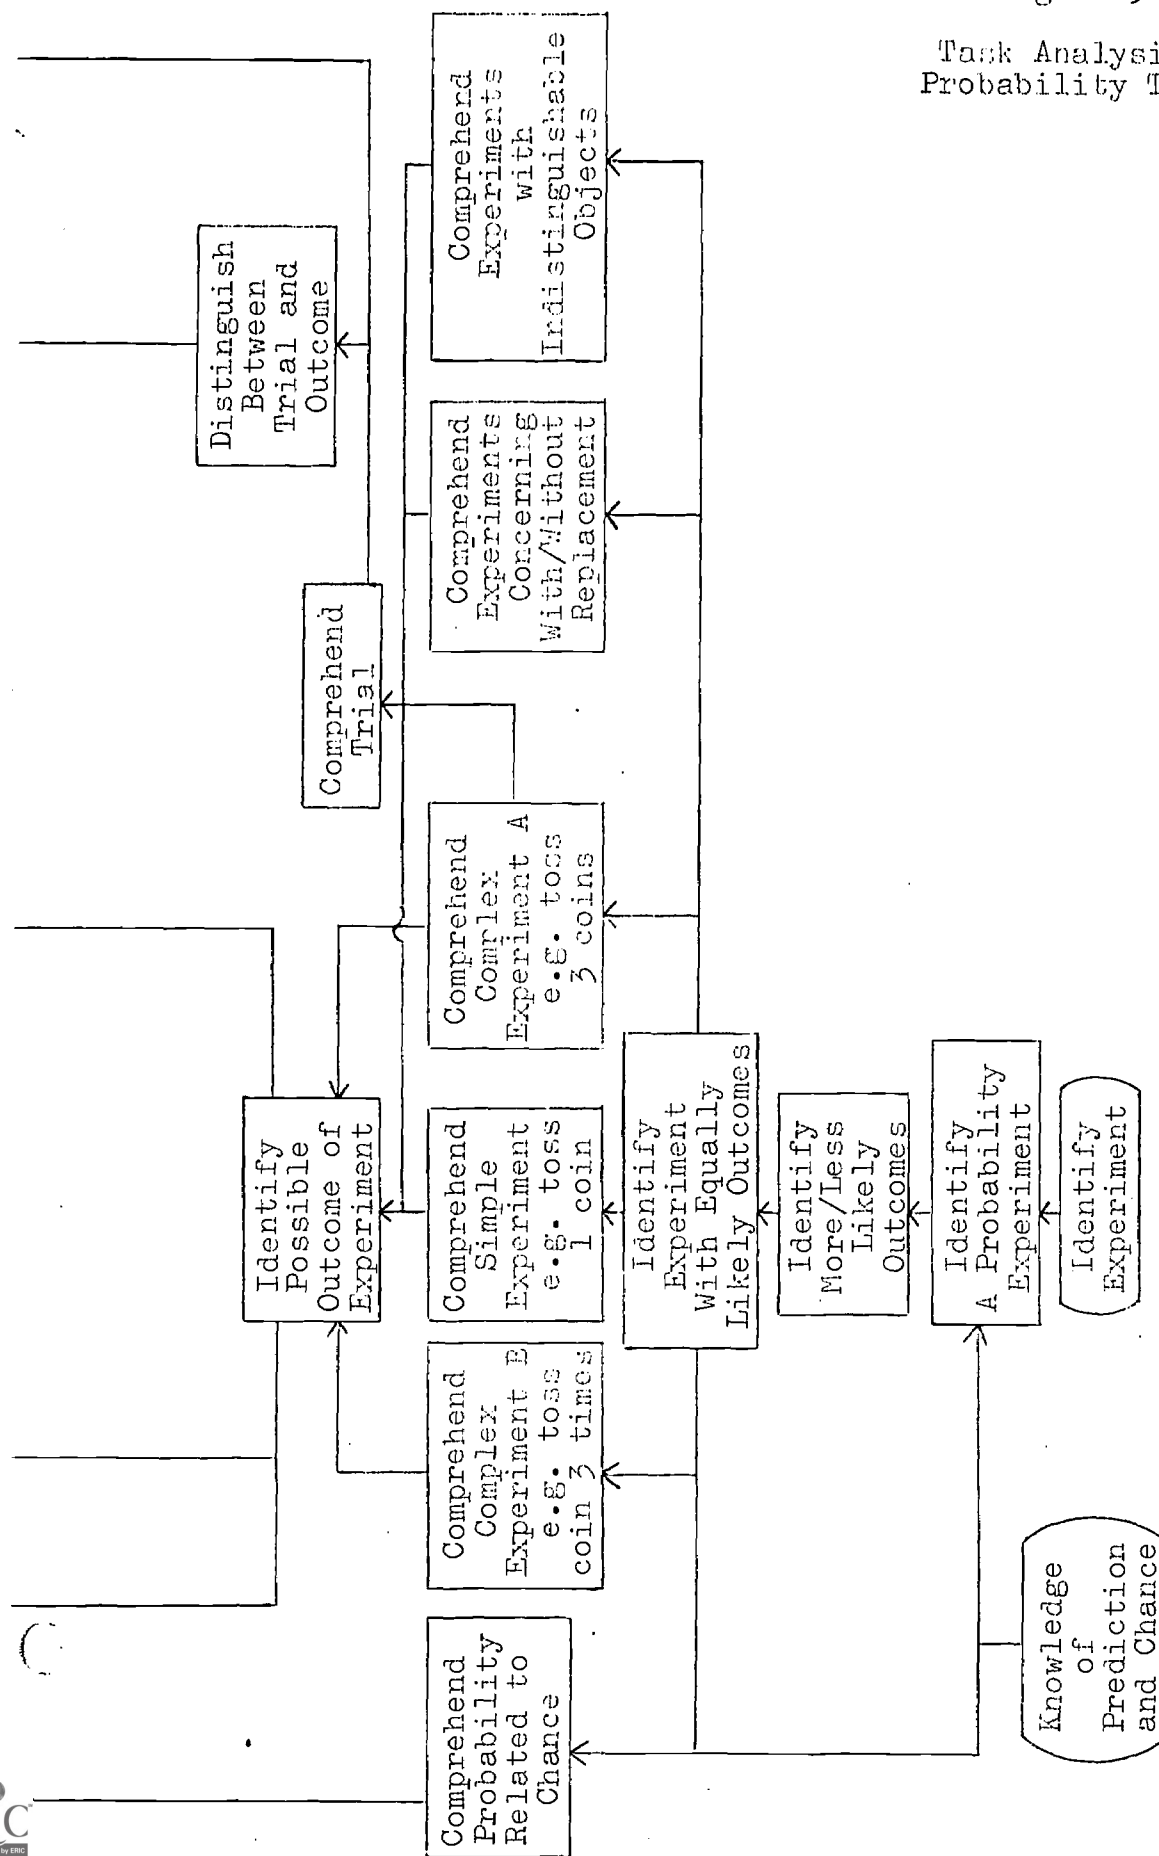 Task Analysi
Probability T
Distinguish
Between
Trial and
Outcome
Comprehend
Trial
Identify
Possible
Outcome of
Experiment
Comprehend
Experiments
with
Indistinguishable
Objects
Comprehend
Experiments
Concerning
With/Without
Replacement
Comprehend
Complex
Experiment A
e.g. toss
3 coins
Comprehend
Simple
Experiment
e.g. toss
1 coin
Comprehend
Complex
Experiment B
e.g. toss
coin 3 times
Comprehend
Probability
Related to
Chance
Identify
Experiment
With Equally
Likely Outcomes
Identify
More/Less
Likely
Outcomes
Identify
A Probability
Experiment
Identify
Experiment
Knowledge
of
Prediction
and Chance
by ERIC